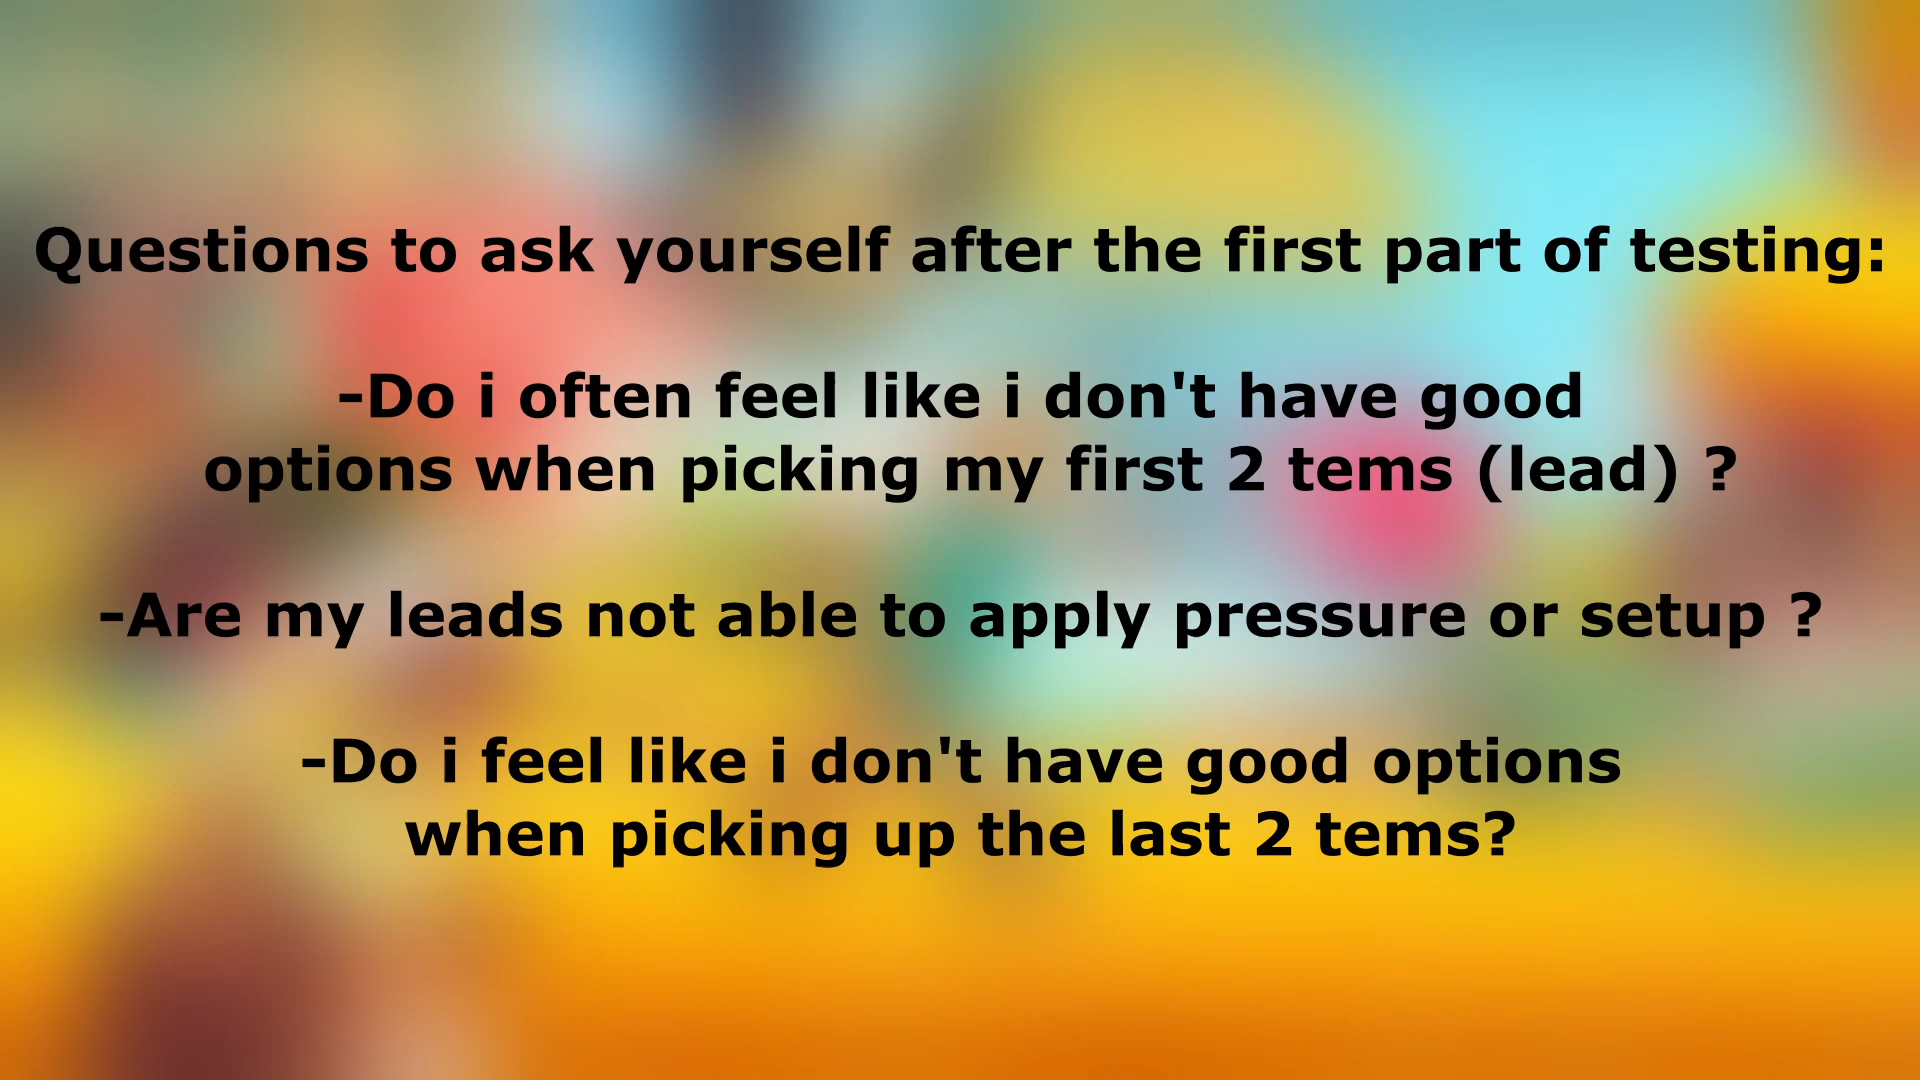 Questions to ask yourself after the first part of testing:
-Do i often feel like i don't have good
options when picking my first 2 tems (lead) ?
-Are my leads not able to apply pressure or setup ?
-Do i feel like i don't have good options
when picking up the last 2 tems?